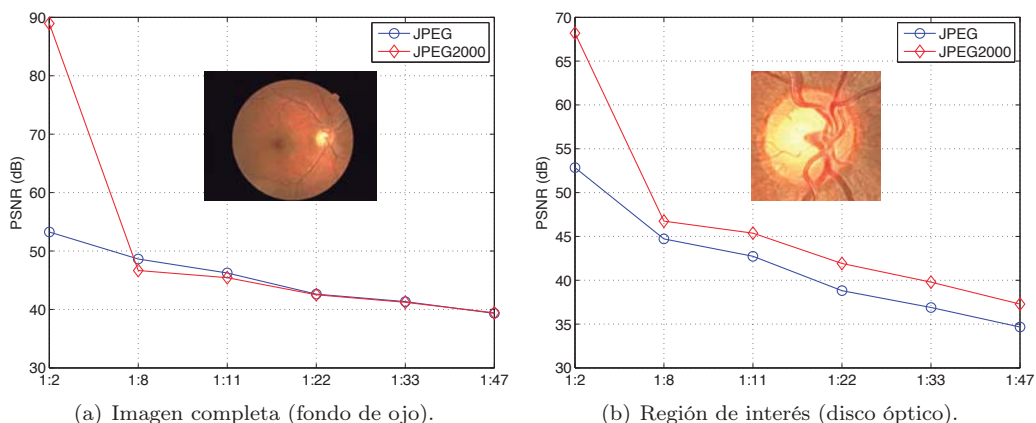 90
80
70
60
50
40
30
PSNR (dB)
1:2 1:8 1:11 1:22 1:33 1:47
JPEG
JPEG2000
(a) Imagen completa (fondo de ojo).
70
65
60
55
50
45
40
35
30
PSNR (dB)
1:2 1:8 1:11 1:22 1:33 1:47
JPEG
JPEG2000
(b) Región de interés (disco óptico).